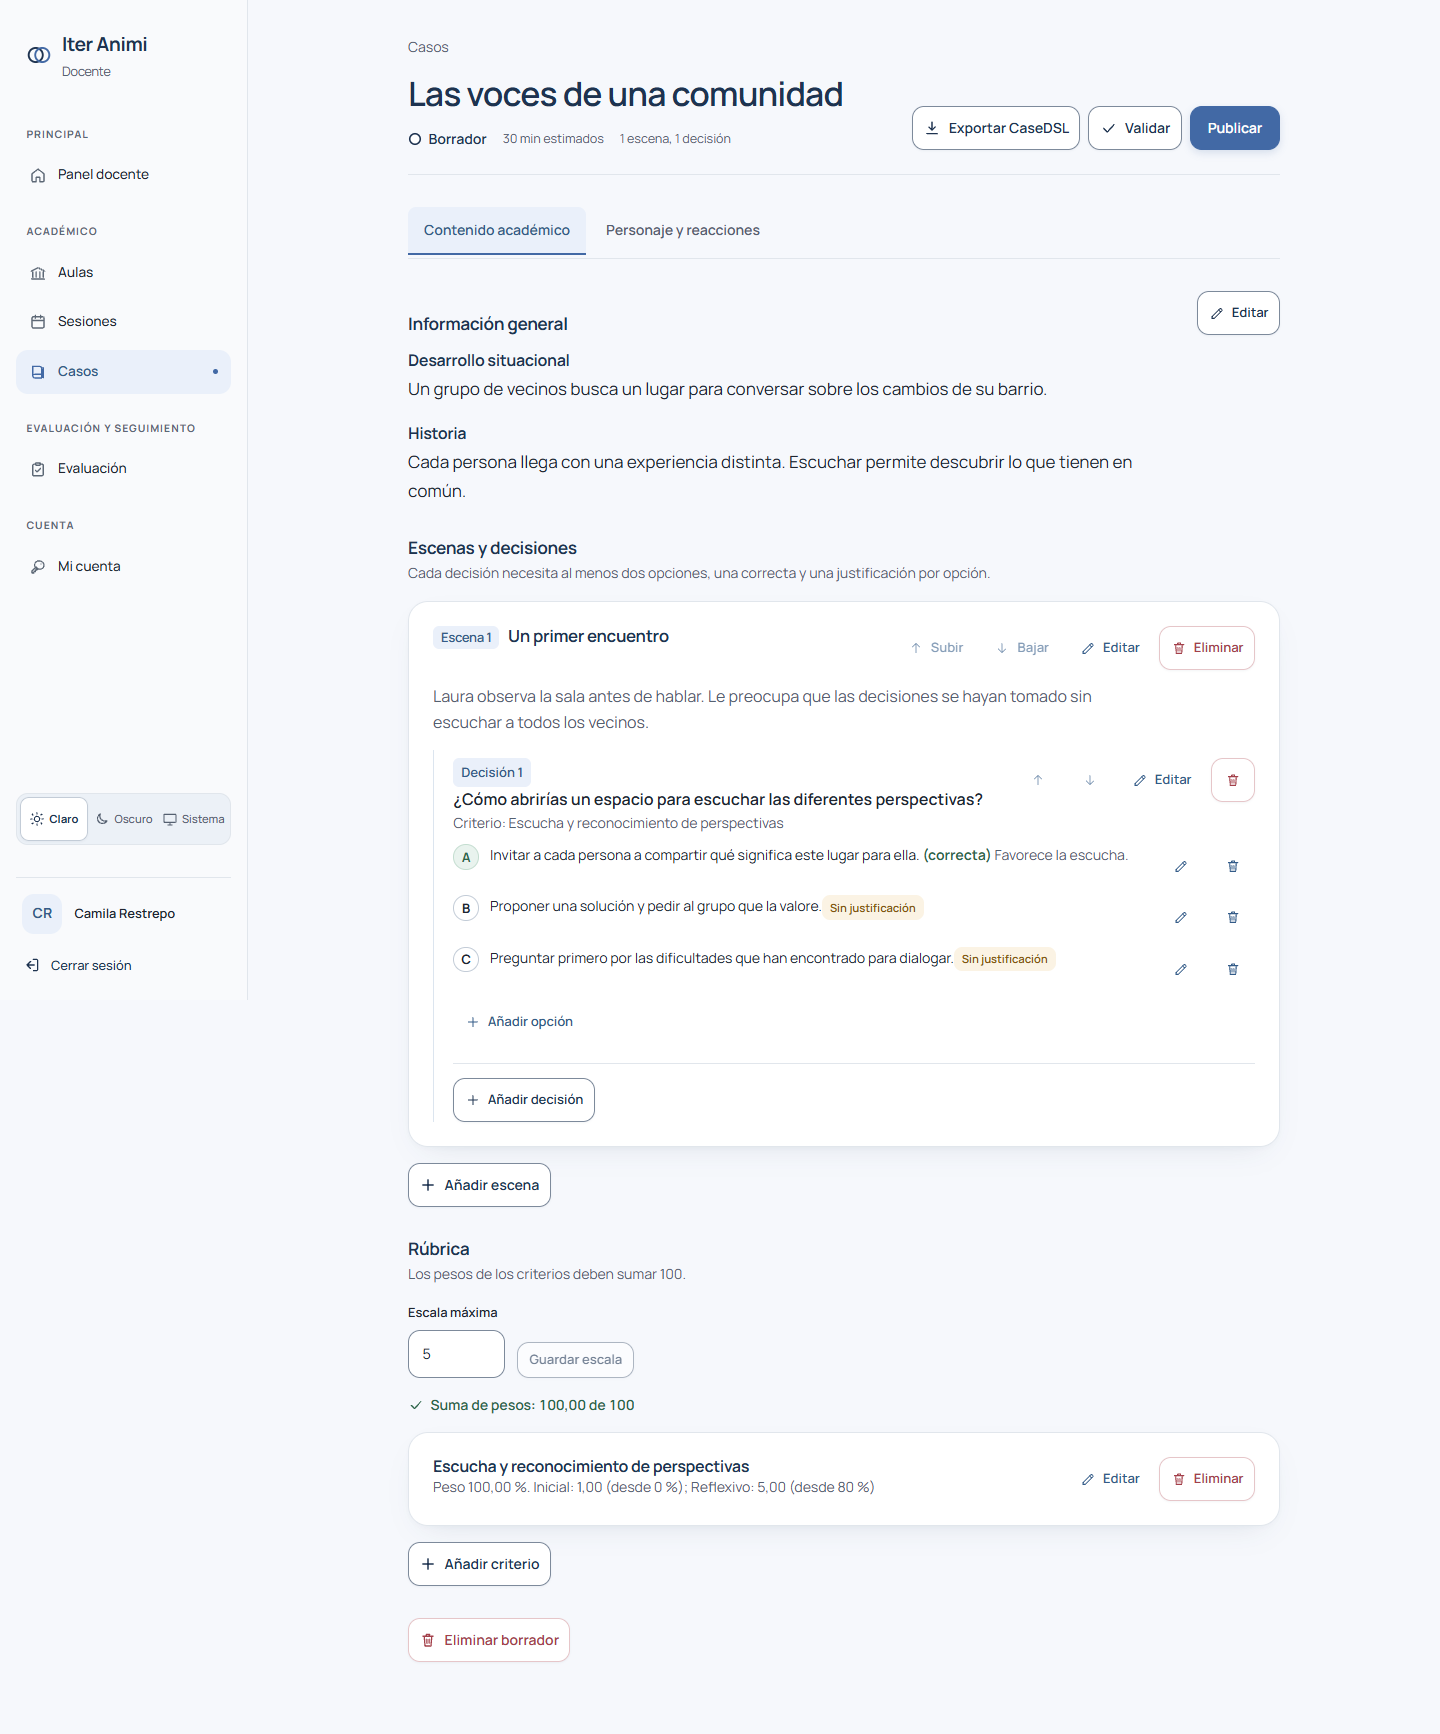 Iter Animi
Docente
PRINCIPAL
Panel docente
ACADÉMICO
Aulas
Sesiones
Casos
EVALUACIÓN Y SEGUIMIENTO
Evaluación
CUENTA
Mi cuenta
Claro
Oscuro
Sistema
CR
Camila Restrepo
Cerrar sesión
Casos
Las voces de una comunidad
Borrador
30 min estimados
1 escena, 1 decisión
Exportar CaseDSL
Validar
Publicar
Contenido académico
Personaje y reacciones
Información general
Editar
Desarrollo situacional
Un grupo de vecinos busca un lugar para conversar sobre los cambios de su barrio.
Historia
Cada persona llega con una experiencia distinta. Escuchar permite descubrir lo que tienen en
común.
Escenas y decisiones
Cada decisión necesita al menos dos opciones, una correcta y una justificación por opción.
Escena 1
Un primer encuentro
Subir
Bajar
Editar
Eliminar
Laura observa la sala antes de hablar. Le preocupa que las decisiones se hayan tomado sin
escuchar a todos los vecinos.
Decisión 1
Editar
¿Cómo abrirías un espacio para escuchar las diferentes perspectivas?
Criterio: Escucha y reconocimiento de perspectivas
A Invitar a cada persona a compartir qué significa este lugar para ella. (correcta) Favorece la escucha.
B Proponer una solución y pedir al grupo que la valore. Sin justificación
C Preguntar primero por las dificultades que han encontrado para dialogar. Sin justificación
Añadir opción
Añadir decisión
Añadir escena
Rúbrica
Los pesos de los criterios deben sumar 100.
Escala máxima
5
Guardar escala
Suma de pesos: 100,00 de 100
Escucha y reconocimiento de perspectivas
Peso 100,00 %. Inicial: 1,00 (desde 0 %); Reflexivo: 5,00 (desde 80 %)
Editar
Eliminar
Añadir criterio
Eliminar borrador